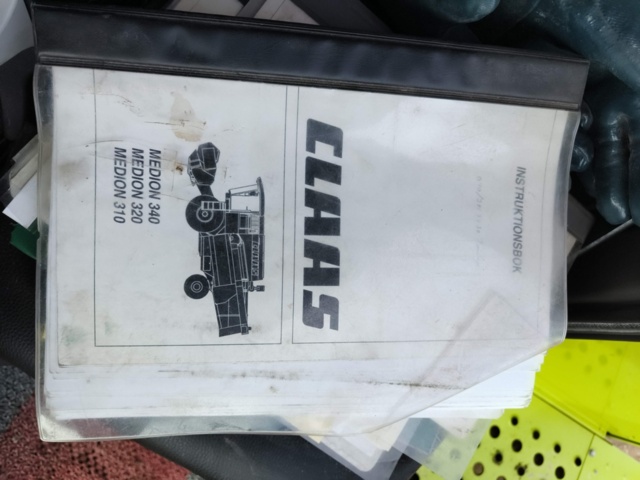 INSTRUKTIONSBOK
CLAAS
MEDION 340
MEDION 320
MEDION 310